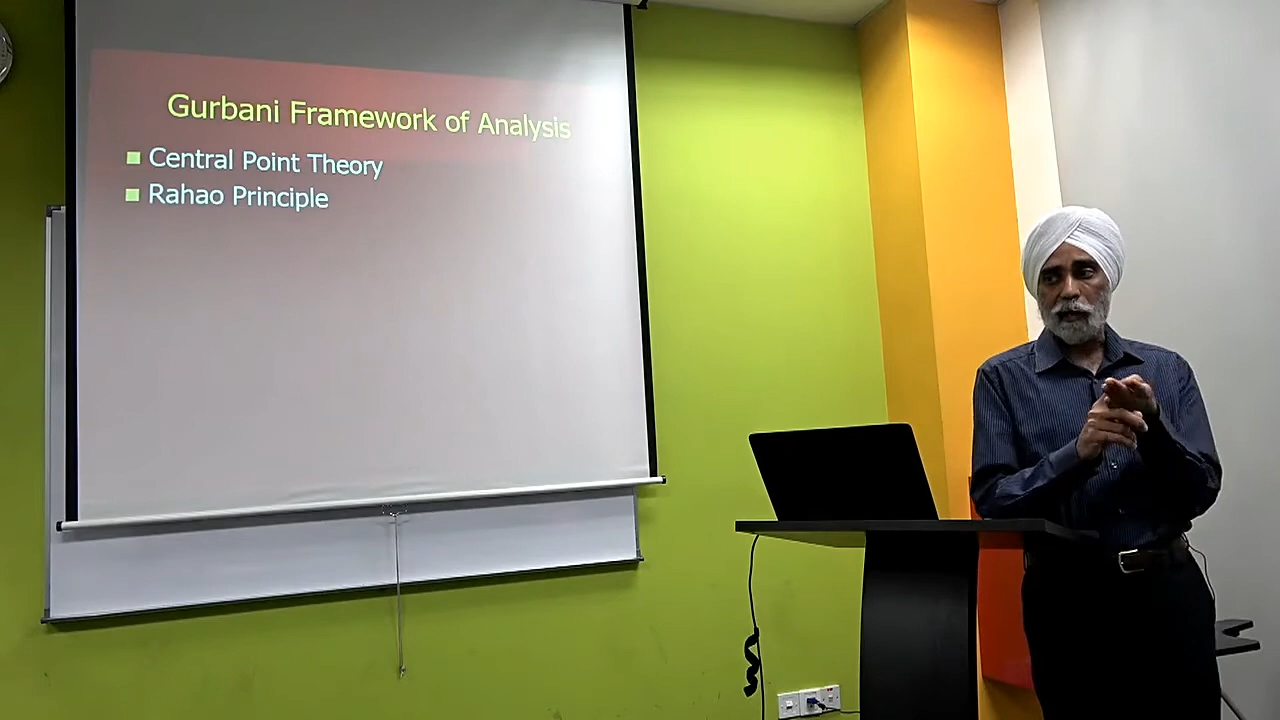 Gurbani Framework of Analysis
Central Point Theory
Rahao Principle